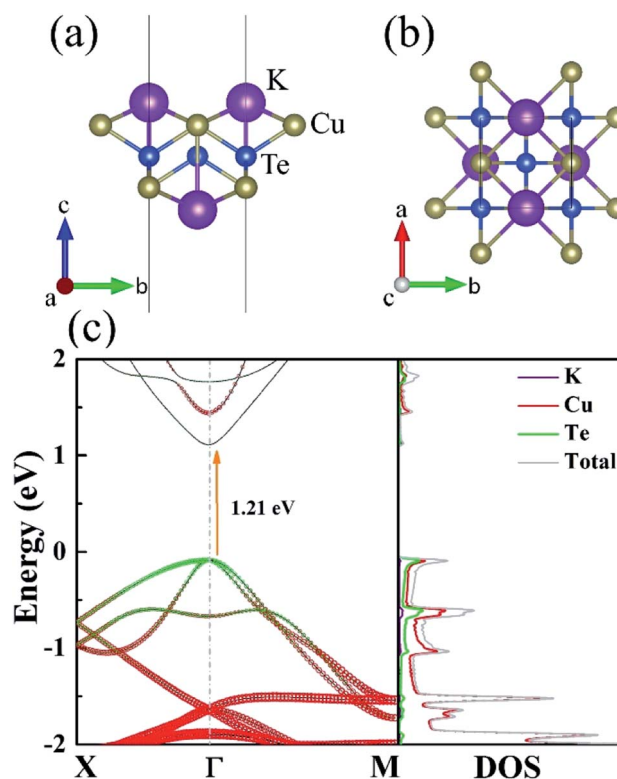 (a)
K
Cu
Te
c
a
b
(b)
a
c
b
(c)
Energy (eV)
2
1
0
-1
-2
1.21 eV
X
Γ
M
K
Cu
Te
Total
DOS